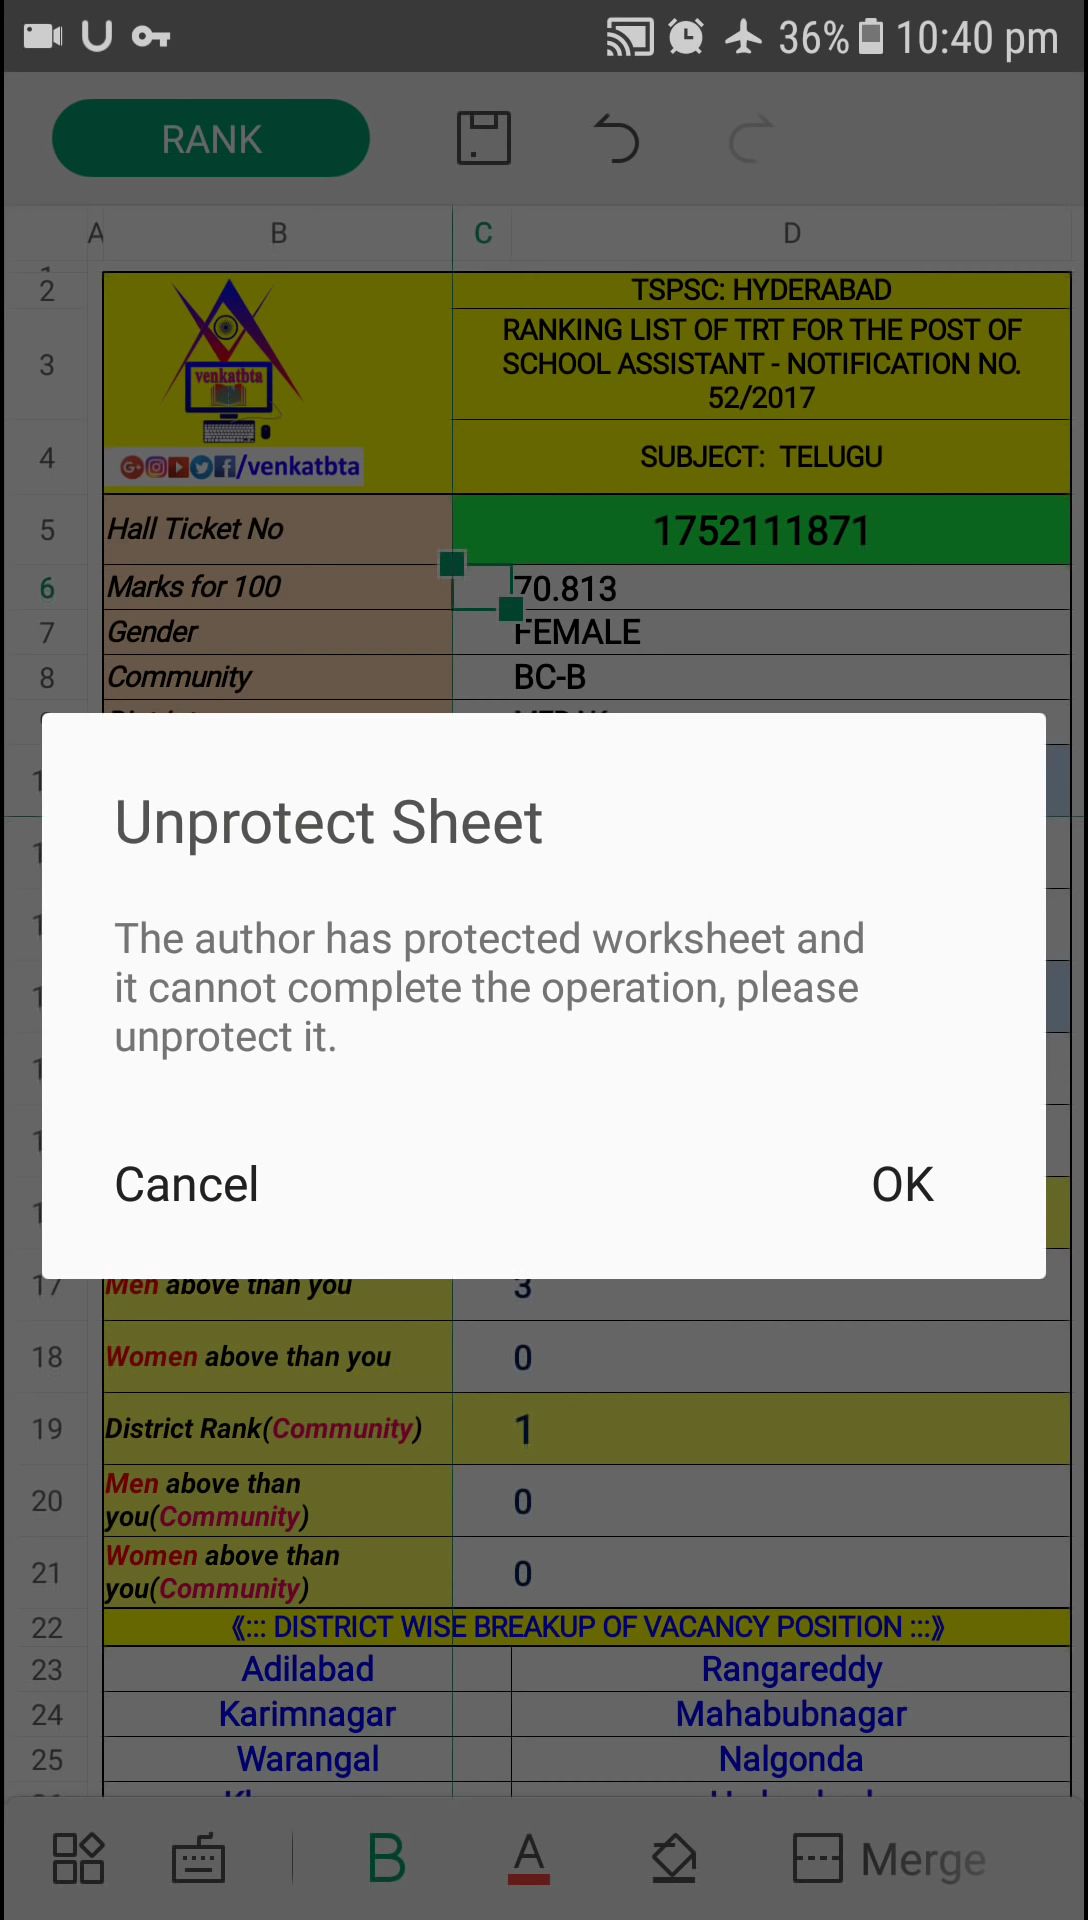 36% 10:40 pm
RANK
A B C D
2 TSPSC: HYDERABAD
3 RANKING LIST OF TRT FOR THE POST OF
SCHOOL ASSISTANT - NOTIFICATION NO.
52/2017
venkatbta
4 SUBJECT: TELUGU
/venkatbta
5 Hall Ticket No 1752111871
6 Marks for 100 70.813
7 Gender FEMALE
8 Community BC-B
Unprotect Sheet
The author has protected worksheet and
it cannot complete the operation, please
unprotect it.
Cancel OK
17 Men above than you 3
18 Women above than you 0
19 District Rank(Community) 1
20 Men above than
you(Community) 0
21 Women above than
you(Community) 0
22 《::: DISTRICT WISE BREAKUP OF VACANCY POSITION :::》
23 Adilabad Rangareddy
24 Karimnagar Mahabubnagar
25 Warangal Nalgonda
B A Merge